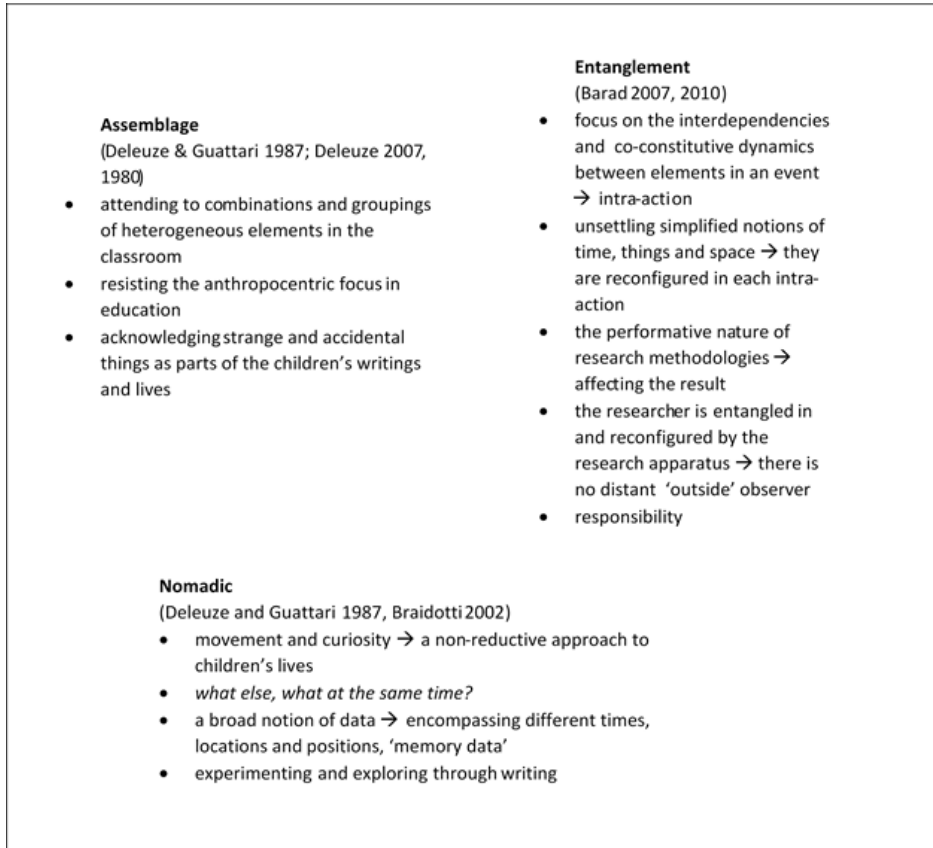 Assemblage
(Deleuze & Guattari 1987; Deleuze 2007,
1980)
• attending to combinations and groupings
of heterogeneous elements in the
classroom
• resisting the anthropocentric focus in
education
• acknowledging strange and accidental
things as parts of the children's writings
and lives
Entanglement
(Barad 2007, 2010)
• focus on the interdependencies
and co-constitutive dynamics
between elements in an event
→ intra-action
• unsettling simplified notions of
time, things and space → they
are reconfigured in each intra-
action
• the performative nature of
research methodologies →
affecting the result
• the researcher is entangled in
and reconfigured by the
research apparatus → there is
no distant ‘outside’ observer
• responsibility
Nomadic
(Deleuze and Guattari 1987, Braidotti 2002)
• movement and curiosity → a non-reductive approach to
children’s lives
• what else, what at the same time?
• a broad notion of data → encompassing different times,
locations and positions, ‘memory data’
• experimenting and exploring through writing